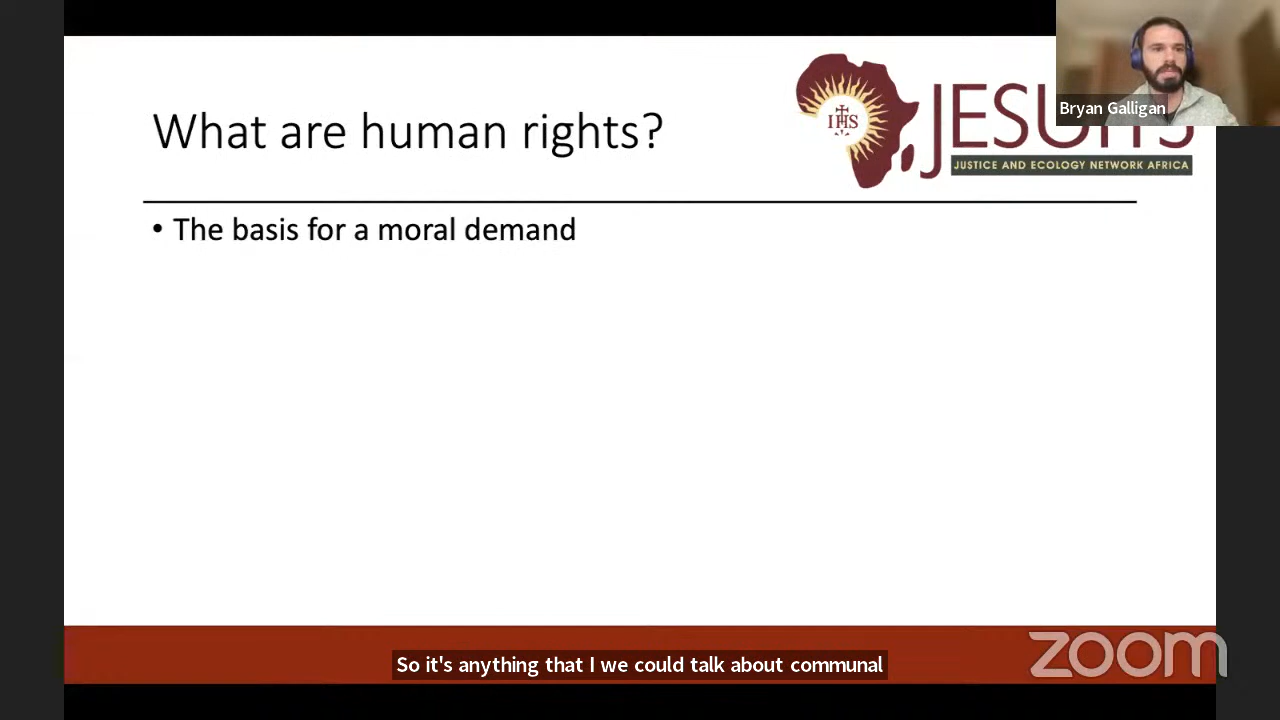 What are human rights?
IHS
JESUITS
JUSTICE AND ECOLOGY NETWORK AFRICA
Bryan Galligan
• The basis for a moral demand
So it's anything that I we could talk about communal
zoom